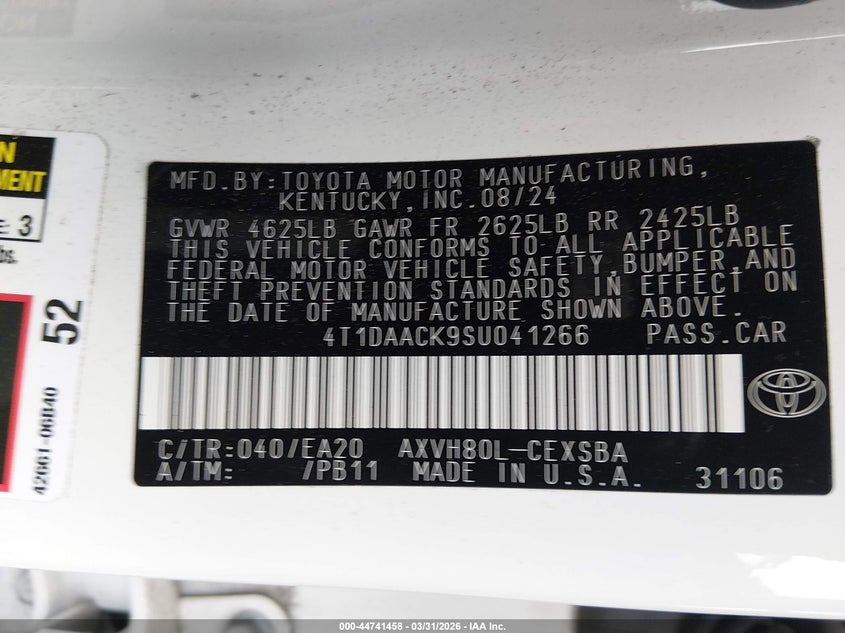 N
MENT
E: 3
bs.
52
42661-06B40
MFD.BY:TOYOTA MOTOR MANUFACTURING,
KENTUCKY,INC.08/24
GVWR 4625LB GAWR FR 2625LB RR 2425LB
THIS VEHICLE CONFORMS TO ALL APPLICABLE
FEDERAL MOTOR VEHICLE SAFETY,BUMPER,AND
THEFT PREVENTION STANDARDS IN EFFECT ON
THE DATE OF MANUFACTURE SHOWN ABOVE.
4T1DAACK9SU041266 PASS.CAR
C/TR:040/EA20 AXVH80L-CEXSBA
A/TM: /PB11 MADE IN U.S.A. 31106
000-44741458 - 03/31/2026 - IAA Inc.